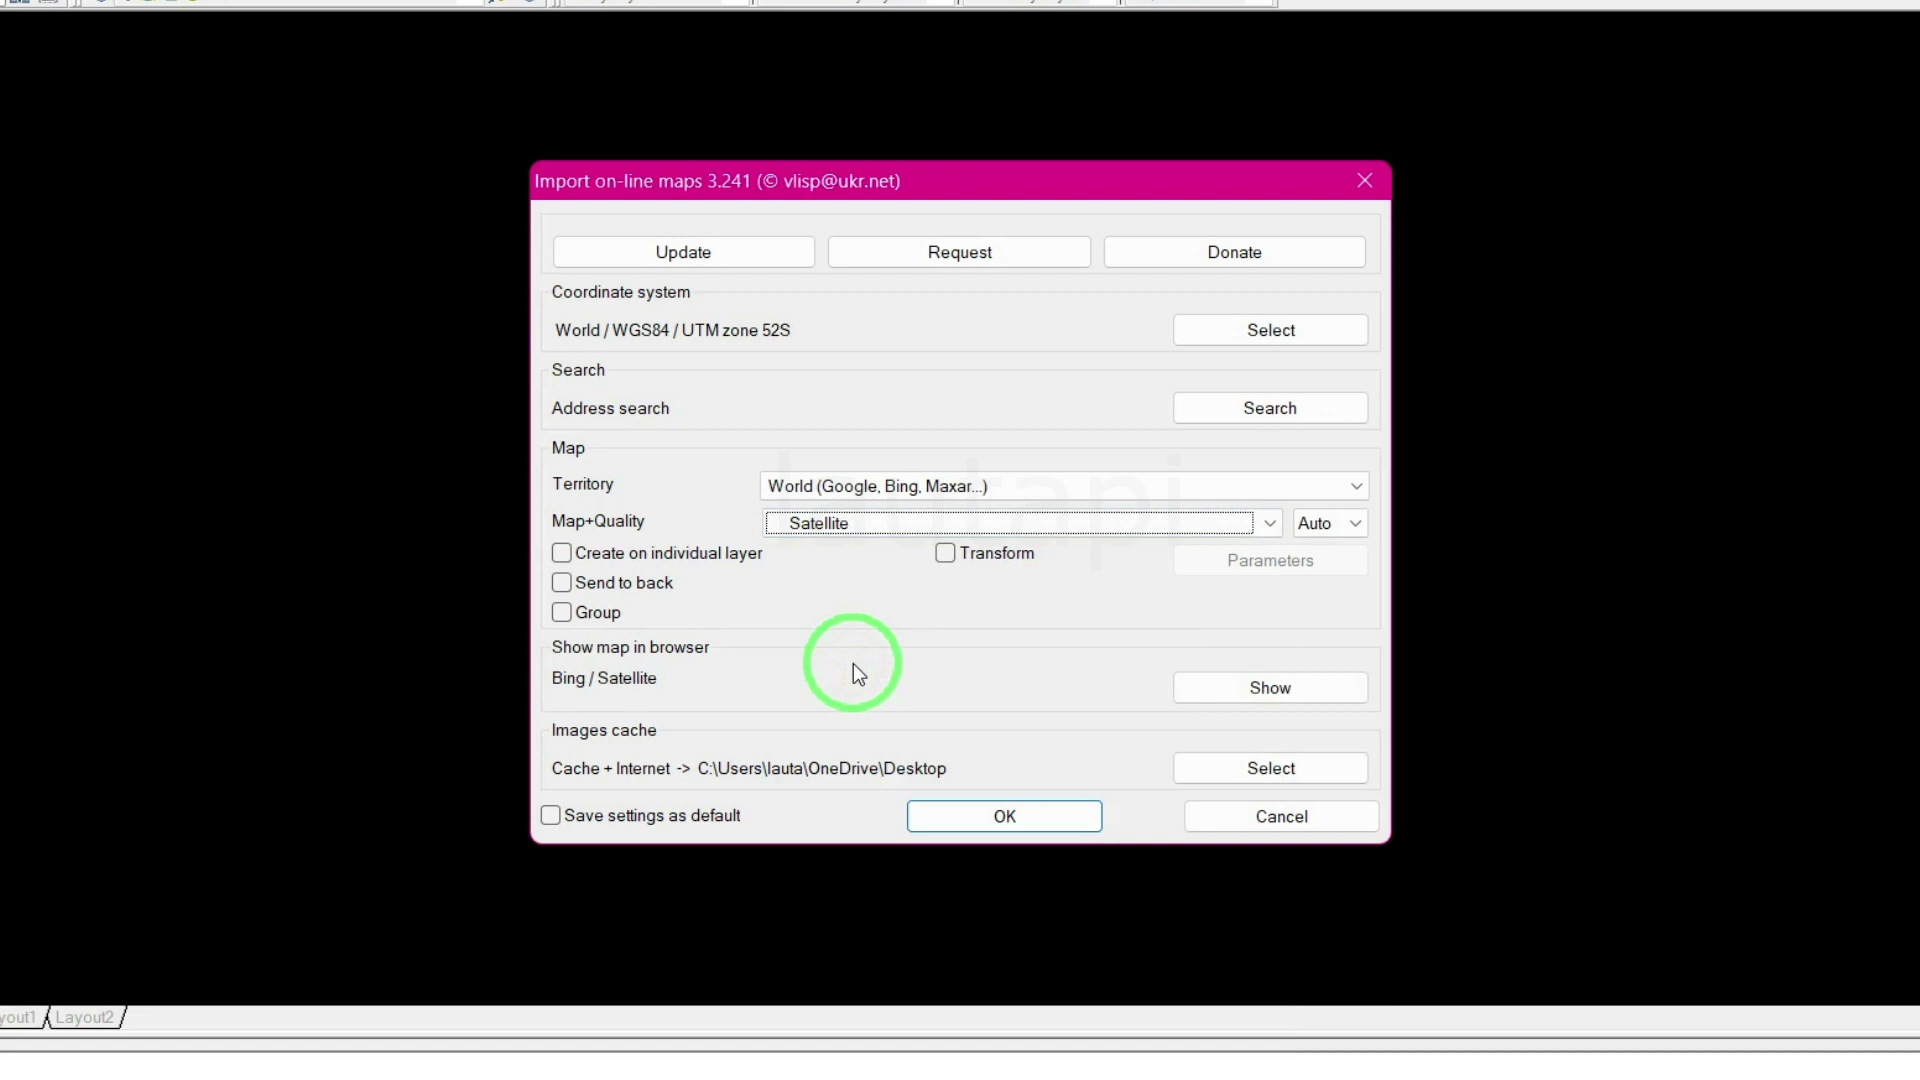 Import on-line maps 3.241 (© vlisp@ukr.net)
Update Request Donate
Coordinate system
World / WGS84 / UTM zone 52S Select
Search
Address search Search
Map
Territory World (Google, Bing, Maxar...)
Map+Quality Satellite Auto
Create on individual layer Transform Parameters
Send to back
Group
Show map in browser
Bing / Satellite Show
Images cache
Cache + Internet -> C:\Users\lauta\OneDrive\Desktop Select
Save settings as default OK Cancel
yout1 Layout2